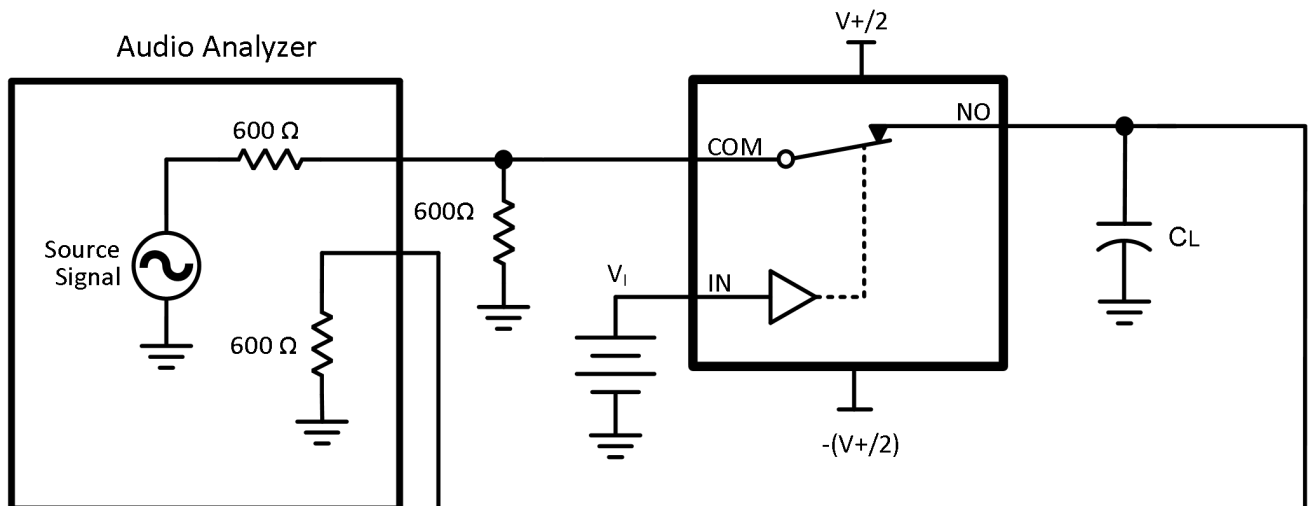 V+/2
Audio Analyzer
600 Ω
NO
COM
600Ω
Source
Signal
CL
VI
IN
600 Ω
-(V+/2)